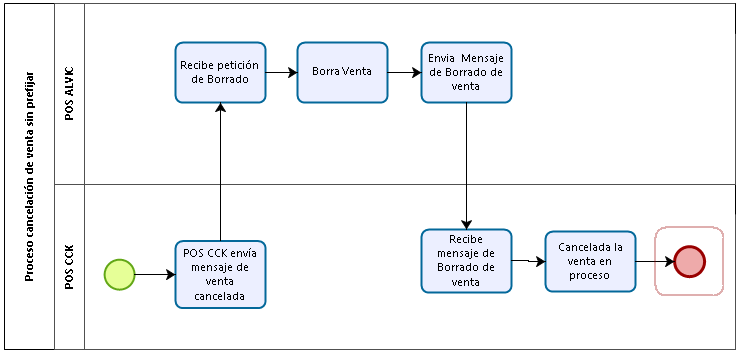 Proceso cancelación de venta sin prefijar
POS ALVIC
Recibe petición
de Borrado
Borra Venta
Envia Mensaje
de Borrado de
venta
POS CCK
POS CCK envía
mensaje de
venta
cancelada
Recibe
mensaje de
Borrado de
venta
Cancelada la
venta en
proceso